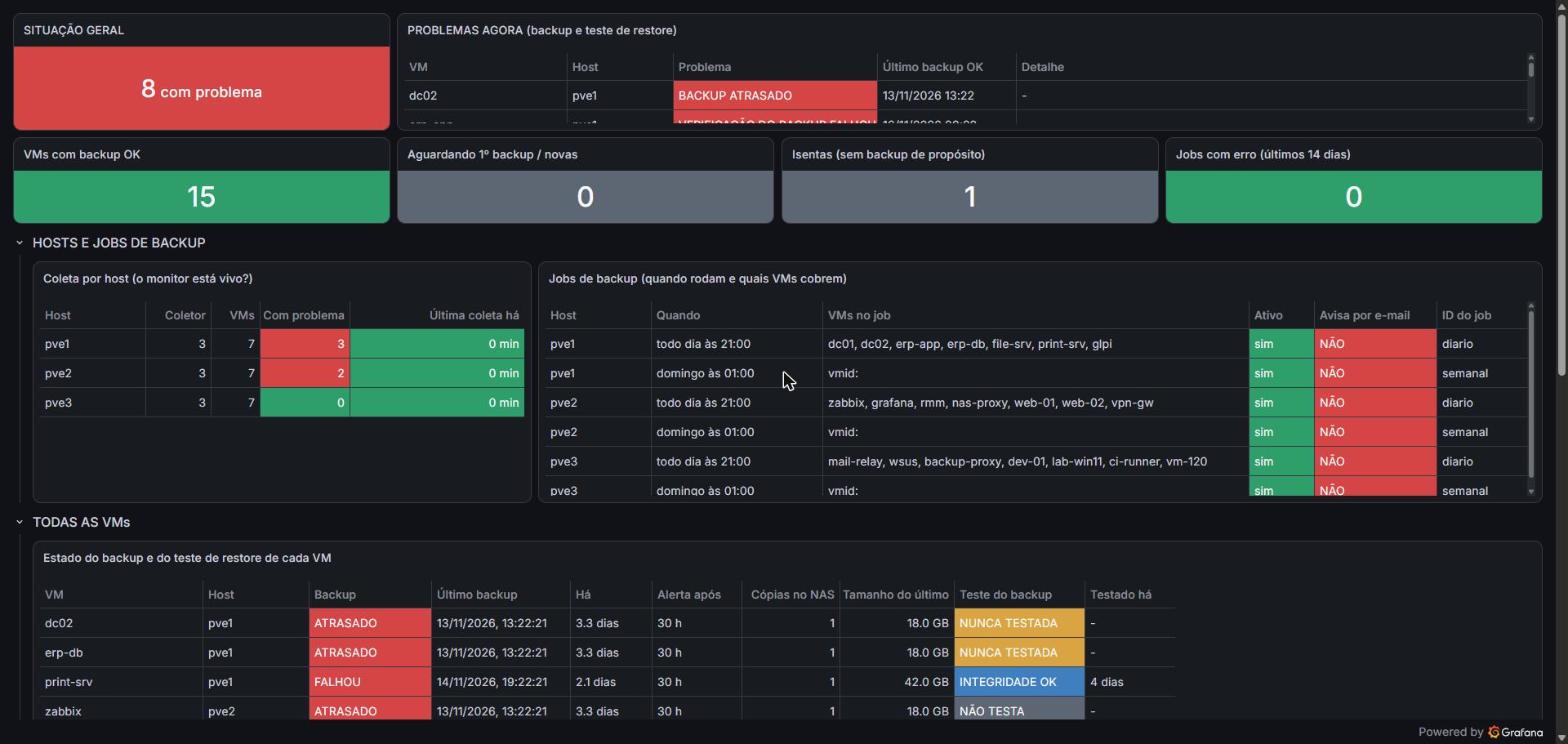 SITUAÇÃO GERAL
8 com problema
PROBLEMAS AGORA (backup e teste de restore)
VM Host Problema Último backup OK Detalhe
dc02 pve1 BACKUP ATRASADO 13/11/2026 13:22 -
VERIFICAÇÃO DO BACKUP FALHOU
VMs com backup OK
15
Aguardando 1º backup / novas
0
Isentas (sem backup de propósito)
1
Jobs com erro (últimos 14 dias)
0
HOSTS E JOBS DE BACKUP
Coleta por host (o monitor está vivo?)
Host Coletor VMs Com problema Última coleta há
pve1 3 7 3 0 min
pve2 3 7 2 0 min
pve3 3 7 0 0 min
Jobs de backup (quando rodam e quais VMs cobrem)
Host Quando VMs no job Ativo Avisa por e-mail ID do job
pve1 todo dia às 21:00 dc01, dc02, erp-app, erp-db, file-srv, print-srv, glpi sim NÃO diario
pve1 domingo às 01:00 vmid: sim NÃO semanal
pve2 todo dia às 21:00 zabbix, grafana, rmm, nas-proxy, web-01, web-02, vpn-gw sim NÃO diario
pve2 domingo às 01:00 vmid: sim NÃO semanal
pve3 todo dia às 21:00 mail-relay, wsus, backup-proxy, dev-01, lab-win11, ci-runner, vm-120 sim NÃO diario
pve3 domingo às 01:00 vmid: sim NÃO semanal
TODAS AS VMs
Estado do backup e do teste de restore de cada VM
VM Host Backup Último backup Há Alerta após Cópias no NAS Tamanho do último Teste do backup Testado há
dc02 pve1 ATRASADO 13/11/2026, 13:22:21 3.3 dias 30 h 1 18.0 GB NUNCA TESTADA -
erp-db pve1 ATRASADO 13/11/2026, 13:22:21 3.3 dias 30 h 1 18.0 GB NUNCA TESTADA -
print-srv pve1 FALHOU 14/11/2026, 19:22:21 2.1 dias 30 h 1 42.0 GB INTEGRIDADE OK 4 dias
zabbix pve2 ATRASADO 13/11/2026, 13:22:21 3.3 dias 30 h 1 18.0 GB NÃO TESTA -
Powered by Grafana